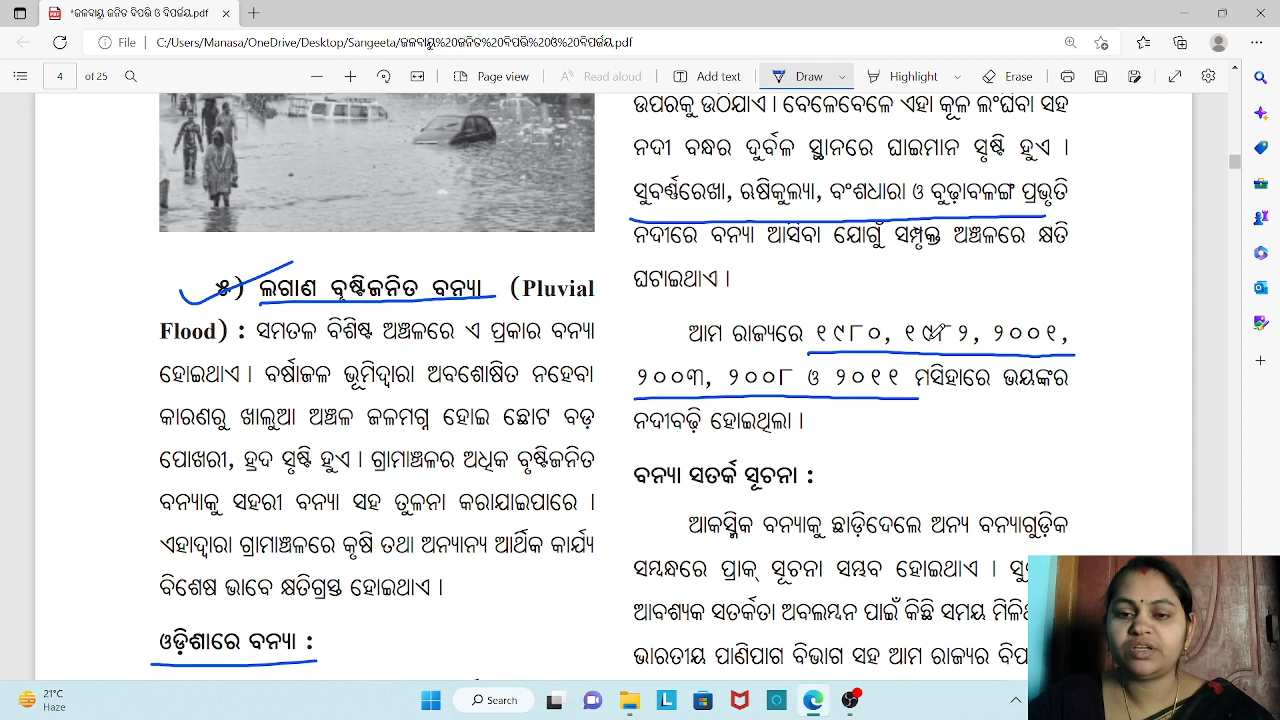 *ଜଳବାୟୁ ଜନିତ ବିପତ୍ତି ଓ ବିପର୍ଯ୍ୟୟ.pdf
File C:/Users/Manasa/OneDrive/Desktop/Sangeeta/ଜଳବାୟୁ%20ଜନିତ%20ବିପତ୍ତି%20ଓ%20ବିପର୍ଯ୍ୟୟ.pdf
4 of 25 Page view Read aloud Add text Draw Highlight Erase
୫) ଲଗାଣ ବୃଷ୍ଟିଜନିତ ବନ୍ୟା (Pluvial
Flood) : ସମତଳ ବିଶିଷ୍ଟ ଅଞ୍ଚଳରେ ଏ ପ୍ରକାର ବନ୍ୟା
ହୋଇଥାଏ । ବର୍ଷାଜଳ ଭୂମିଦ୍ୱାରା ଅବଶୋଷିତ ନହେବା
କାରଣରୁ ଖାଲୁଆ ଅଞ୍ଚଳ ଜଳମଗ୍ନ ହୋଇ ଛୋଟ ବଡ଼
ପୋଖରୀ, ହ୍ରଦ ସୃଷ୍ଟି ହୁଏ । ଗ୍ରାମାଞ୍ଚଳର ଅଧିକ ବୃଷ୍ଟିଜନିତ
ବନ୍ୟାକୁ ସହରୀ ବନ୍ୟା ସହ ତୁଳନା କରାଯାଇପାରେ ।
ଏହାଦ୍ୱାରା ଗ୍ରାମାଞ୍ଚଳରେ କୃଷି ତଥା ଅନ୍ୟାନ୍ୟ ଆର୍ଥିକ କାର୍ଯ୍ୟ
ବିଶେଷ ଭାବେ କ୍ଷତିଗ୍ରସ୍ତ ହୋଇଥାଏ ।
ଓଡ଼ିଶାରେ ବନ୍ୟା :
ଉପରକୁ ଉଠିଯାଏ । ବେଳେବେଳେ ଏହା କୂଳ ଲଂଘିବା ସହ
ନଦୀ ବନ୍ଧର ଦୁର୍ବଳ ସ୍ଥାନରେ ଘାଇମାନ ସୃଷ୍ଟି ହୁଏ ।
ସୁବର୍ଣ୍ଣରେଖା, ଋଷିକୁଲ୍ୟା, ବଂଶଧାରା ଓ ବୁଢ଼ାବଳଙ୍ଗ ପ୍ରଭୃତି
ନଦୀରେ ବନ୍ୟା ଆସିବା ଯୋଗୁଁ ସମ୍ପୃକ୍ତ ଅଞ୍ଚଳରେ କ୍ଷତି
ଘଟାଇଥାଏ ।
ଆମ ରାଜ୍ୟରେ ୧୯୮୦, ୧୯୮୨, ୨୦୦୧,
୨୦୦୩, ୨୦୦୮ ଓ ୨୦୧୧ ମସିହାରେ ଭୟଙ୍କର
ନଦୀବଢ଼ି ହୋଇଥିଲା ।
ବନ୍ୟା ସତର୍କ ସୂଚନା :
ଆକସ୍ମିକ ବନ୍ୟାକୁ ଛାଡ଼ିଦେଲେ ଅନ୍ୟ ବନ୍ୟାଗୁଡ଼ିକ
ସମ୍ବନ୍ଧରେ ପ୍ରାକ୍ ସୂଚନା ସମ୍ଭବ ହୋଇଥାଏ ।
ଆବଶ୍ୟକ ସତର୍କତା ଅବଲମ୍ବନ ପାଇଁ କିଛି ସମୟ
ଭାରତୀୟ ପାଣିପାଗ ବିଭାଗ ସହ ଆମ ରାଜ୍ୟର
21°C
Haze
Search